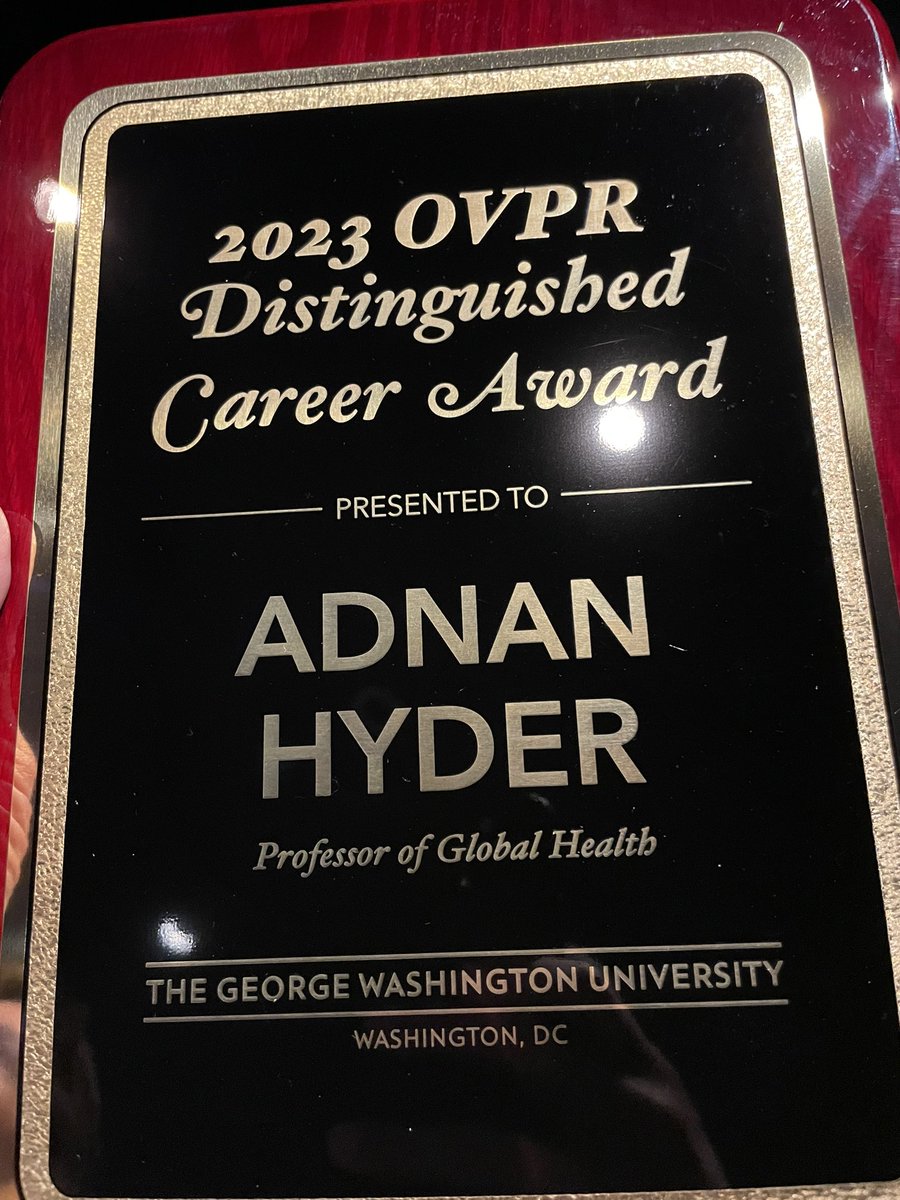 2023 OVPR
Distinguished
Career Award
PRESENTED TO
ADNAN
HYDER
Professor of Global Health
THE GEORGE WASHINGTON UNIVERSITY
WASHINGTON, DC